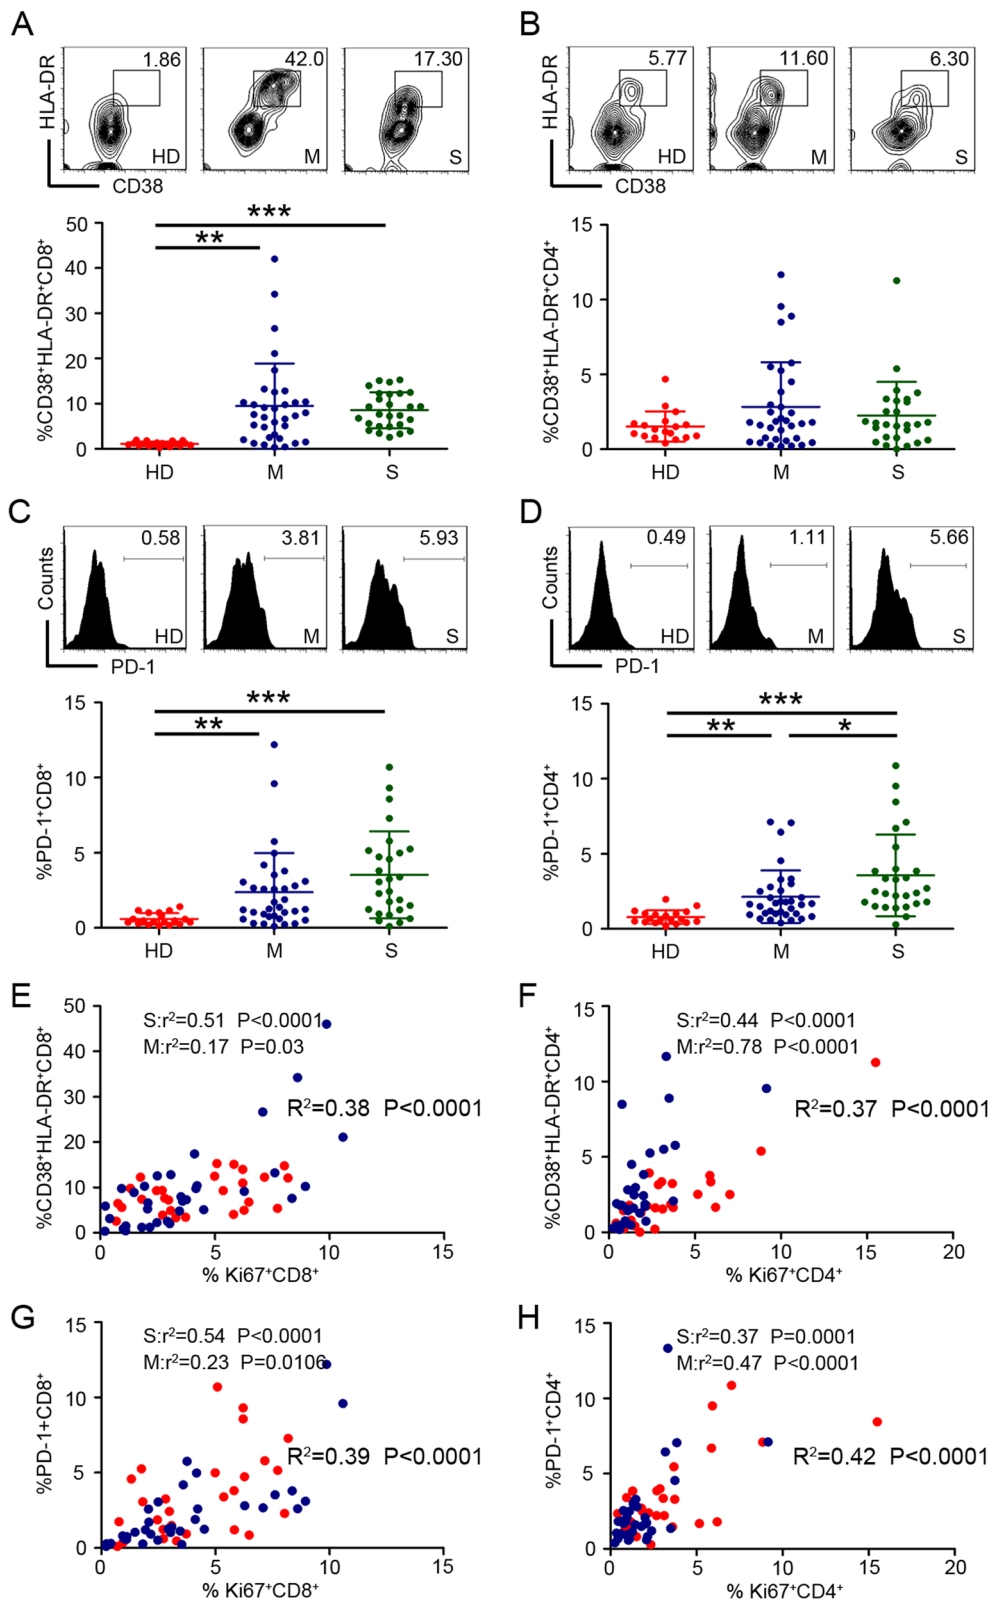 A
B
HLA-DR
1.86
42.0
17.30
HD
M
S
CD38
HLA-DR
5.77
11.60
6.30
HD
M
S
CD38
%CD38⁺HLA-DR⁺CD8⁺
50
40
30
20
10
0
***
**
HD
M
S
%CD38⁺HLA-DR⁺CD4⁺
15
10
5
0
HD
M
S
C
D
Counts
0.58
3.81
5.93
HD
M
S
PD-1
Counts
0.49
1.11
5.66
HD
M
S
PD-1
%PD-1⁺CD8⁺
15
10
5
0
***
**
HD
M
S
%PD-1⁺CD4⁺
15
10
5
0
***
**
*
HD
M
S
E
%CD38⁺HLA-DR⁺CD8⁺
50
40
30
20
10
0
S:r²=0.51 P<0.0001
M:r²=0.17 P=0.03
R²=0.38 P<0.0001
0
5
10
15
% Ki67⁺CD8⁺
F
%CD38⁺HLA-DR⁺CD4⁺
15
10
5
0
S:r²=0.44 P<0.0001
M:r²=0.78 P<0.0001
R²=0.37 P<0.0001
0
5
10
15
20
% Ki67⁺CD4⁺
G
%PD-1+CD8⁺
15
10
5
0
S:r²=0.54 P<0.0001
M:r²=0.23 P=0.0106
R²=0.39 P<0.0001
0
5
10
15
% Ki67⁺CD8⁺
H
%PD-1⁺CD4⁺
15
10
5
0
S:r²=0.37 P=0.0001
M:r²=0.47 P<0.0001
R²=0.42 P<0.0001
0
5
10
15
20
% Ki67⁺CD4⁺